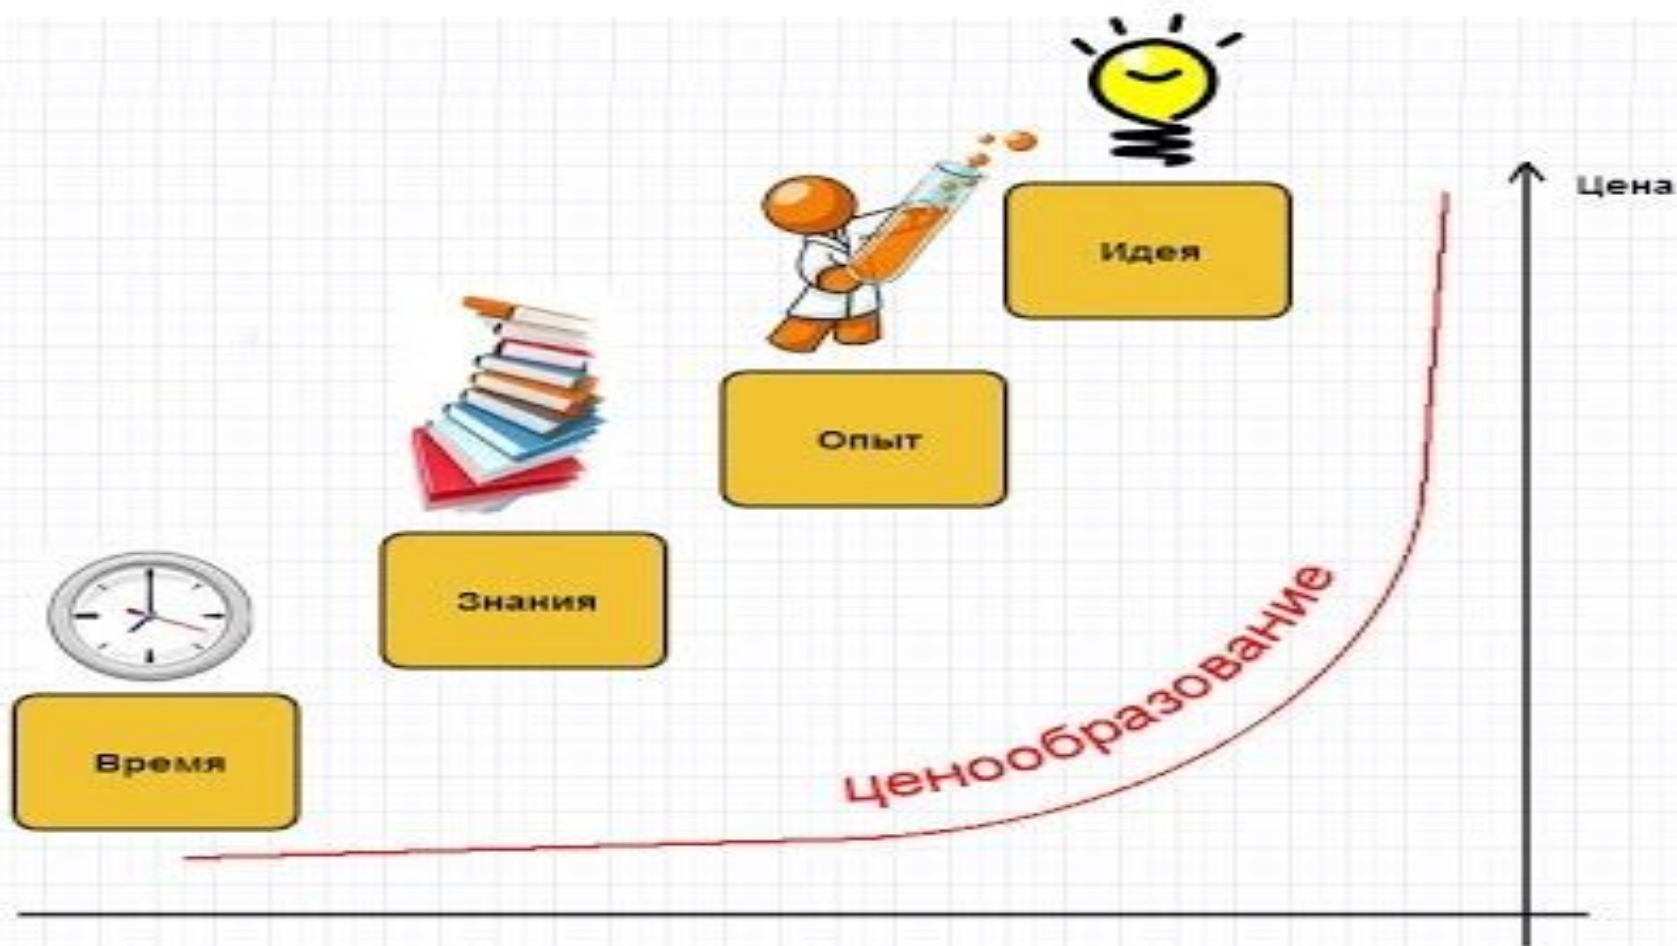 Цена
Идея
Опыт
Знания
Время
ценообразование